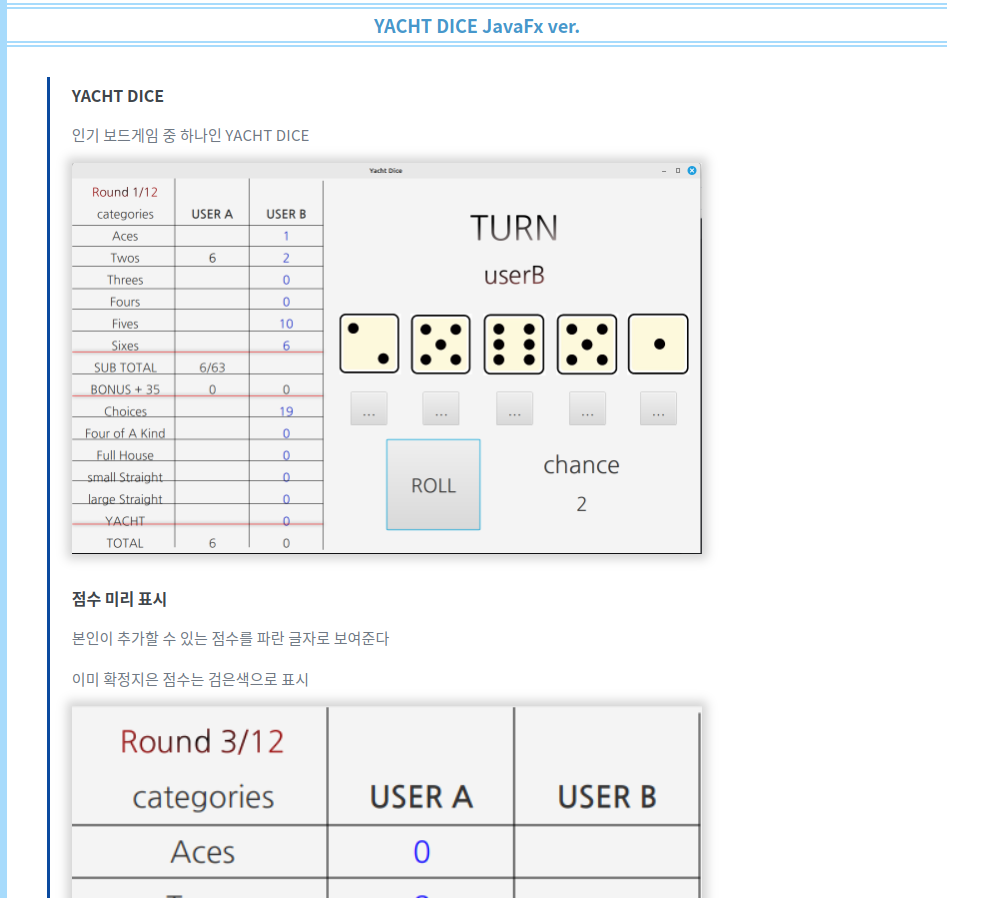 YACHT DICE JavaFx ver.
YACHT DICE
인기 보드게임 중 하나인 YACHT DICE
Yacht Dice
Round 1/12
categories USER A USER B
Aces 1
Twos 6 2
Threes 0
Fours 0
Fives 10
Sixes 6
SUB TOTAL 6/63
BONUS + 35 0 0
Choices 19
Four of A Kind 0
Full House 0
small Straight 0
large Straight 0
YACHT 0
TOTAL 6 0
TURN
userB
... ... ... ... ...
ROLL
chance
2
점수 미리 표시
본인이 추가할 수 있는 점수를 파란 글자로 보여준다
이미 확정지은 점수는 검은색으로 표시
Round 3/12
categories USER A USER B
Aces 0